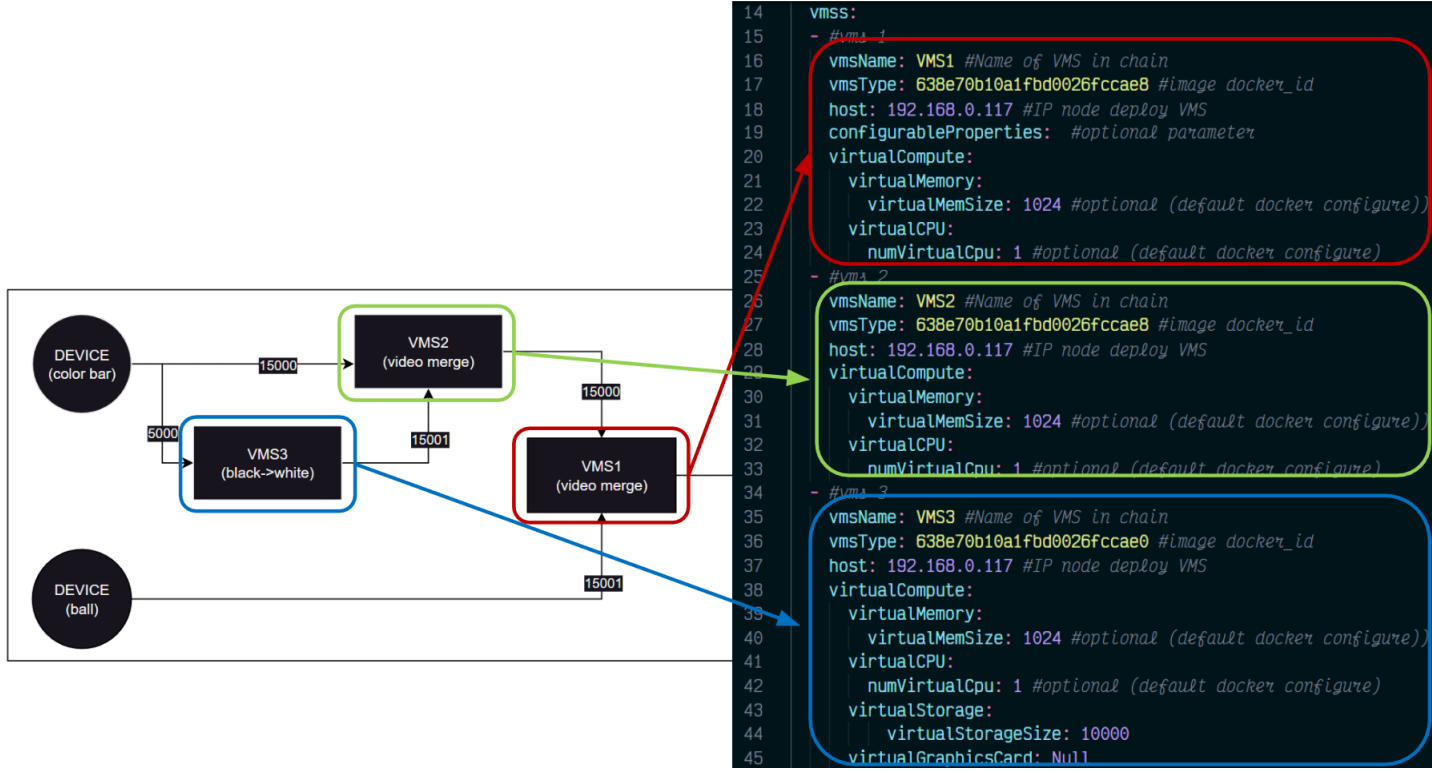 DEVICE
(color bar)
15000
VMS2
(video merge)
5000
VMS3
(black->white)
15001
15000
VMS1
(video merge)
DEVICE
(ball)
15001
14 vmss:
15 - #vms 1
16 vmsName: VMS1 #Name of VMS in chain
17 vmsType: 638e70b10a1fbd0026fccae8 #image docker_id
18 host: 192.168.0.117 #IP node deploy VMS
19 configurableProperties: #optional parameter
20 virtualCompute:
21 virtualMemory:
22 virtualMemSize: 1024 #optional (default docker configure))
23 virtualCPU:
24 numVirtualCpu: 1 #optional (default docker configure)
25 - #vms 2
26 vmsName: VMS2 #Name of VMS in chain
27 vmsType: 638e70b10a1fbd0026fccae8 #image docker_id
28 host: 192.168.0.117 #IP node deploy VMS
29 virtualCompute:
30 virtualMemory:
31 virtualMemSize: 1024 #optional (default docker configure))
32 virtualCPU:
33 numVirtualCpu: 1 #optional (default docker configure)
34 - #vms 3
35 vmsName: VMS3 #Name of VMS in chain
36 vmsType: 638e70b10a1fbd0026fccae0 #image docker_id
37 host: 192.168.0.117 #IP node deploy VMS
38 virtualCompute:
39 virtualMemory:
40 virtualMemSize: 1024 #optional (default docker configure))
41 virtualCPU:
42 numVirtualCpu: 1 #optional (default docker configure)
43 virtualStorage:
44 virtualStorageSize: 10000
45 virtualGraphicsCard: Null